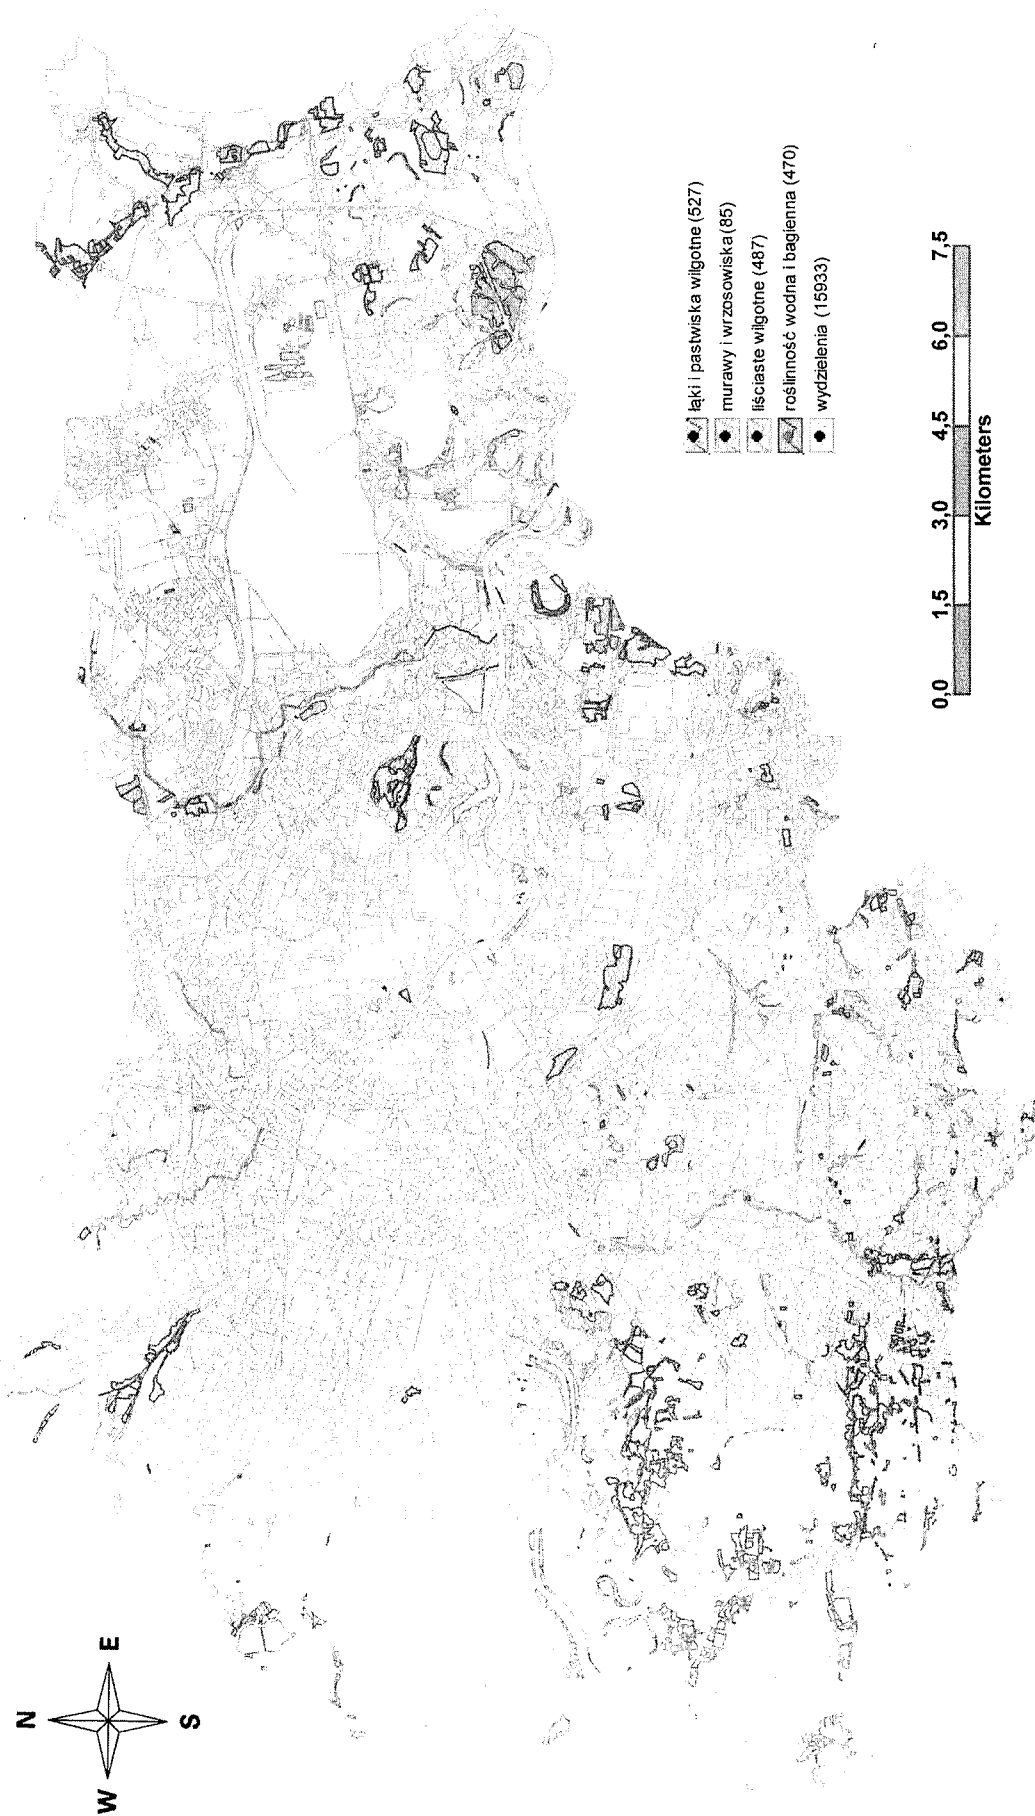 N
W
E
S
łąki i pastwiska wilgotne (527)
murawy i wrzosowiska (85)
liściaste wilgotne (487)
roślinność wodna i bagienna (470)
wydzielenia (15933)
0,0 1,5 3,0 4,5 6,0 7,5
Kilometers